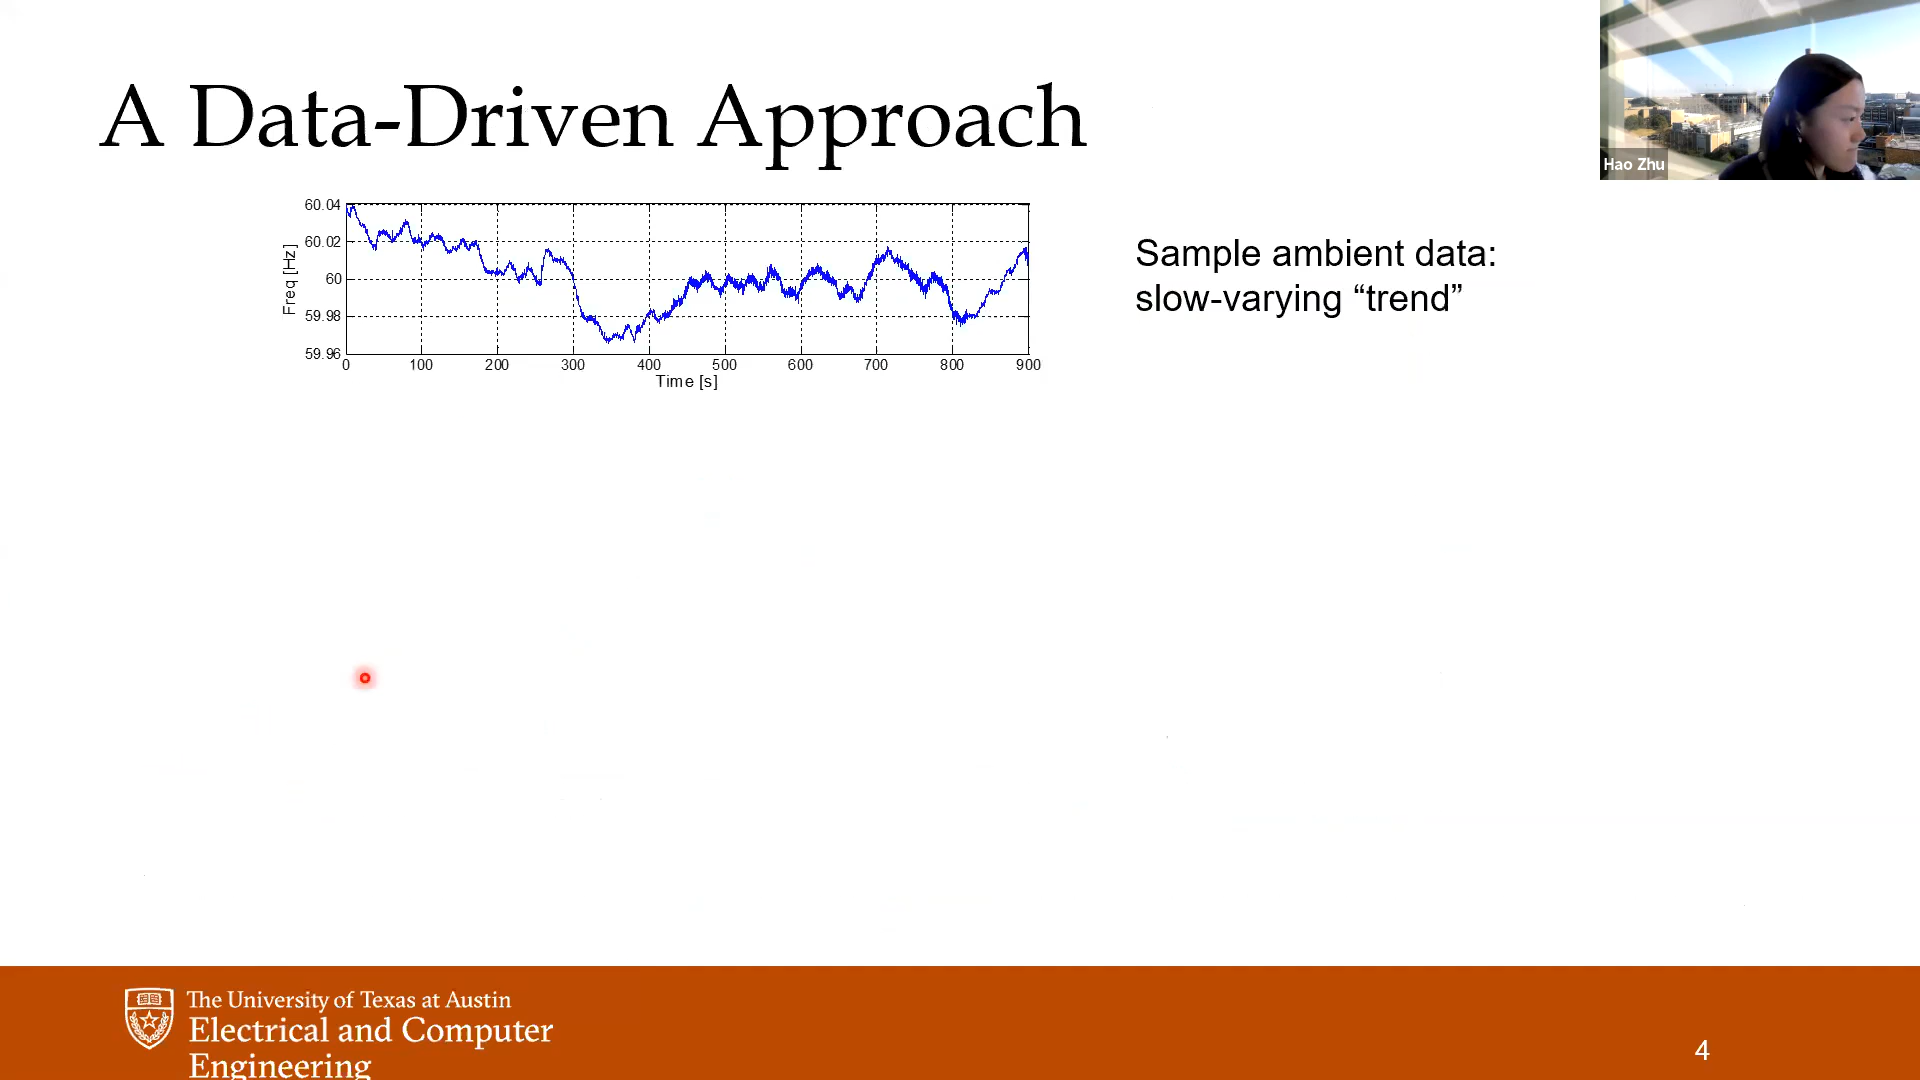 A Data-Driven Approach
Hao Zhu
60.04
60.02
60
59.98
59.96
Freq [Hz]
0 100 200 300 400 500 600 700 800 900
Time [s]
Sample ambient data:
slow-varying “trend”
The University of Texas at Austin
Electrical and Computer
Engineering
4